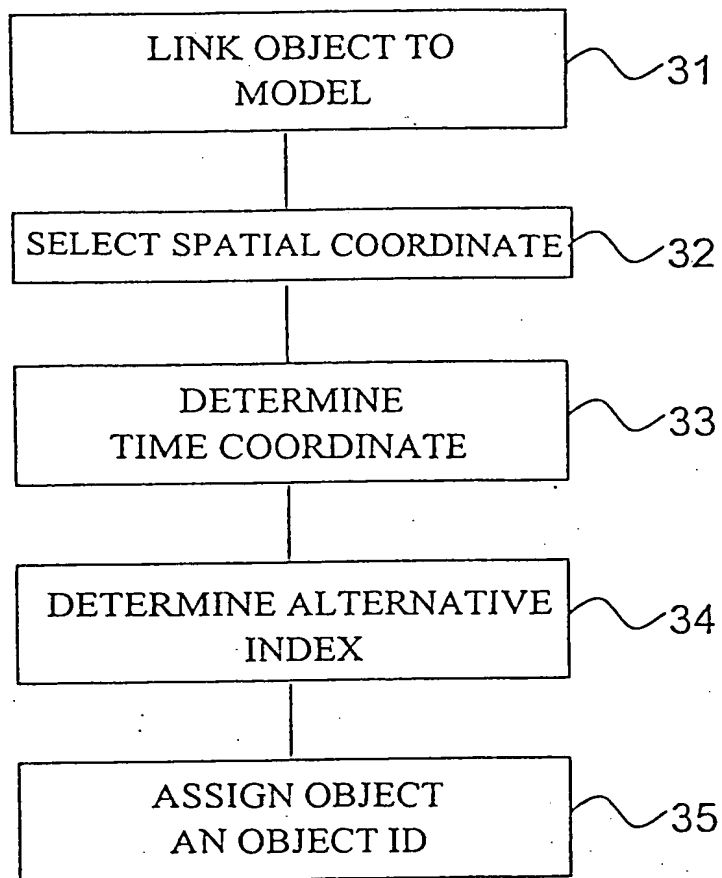 LINK OBJECT TO
MODEL
31
SELECT SPATIAL COORDINATE
32
DETERMINE
TIME COORDINATE
33
DETERMINE ALTERNATIVE
INDEX
34
ASSIGN OBJECT
AN OBJECT ID
35